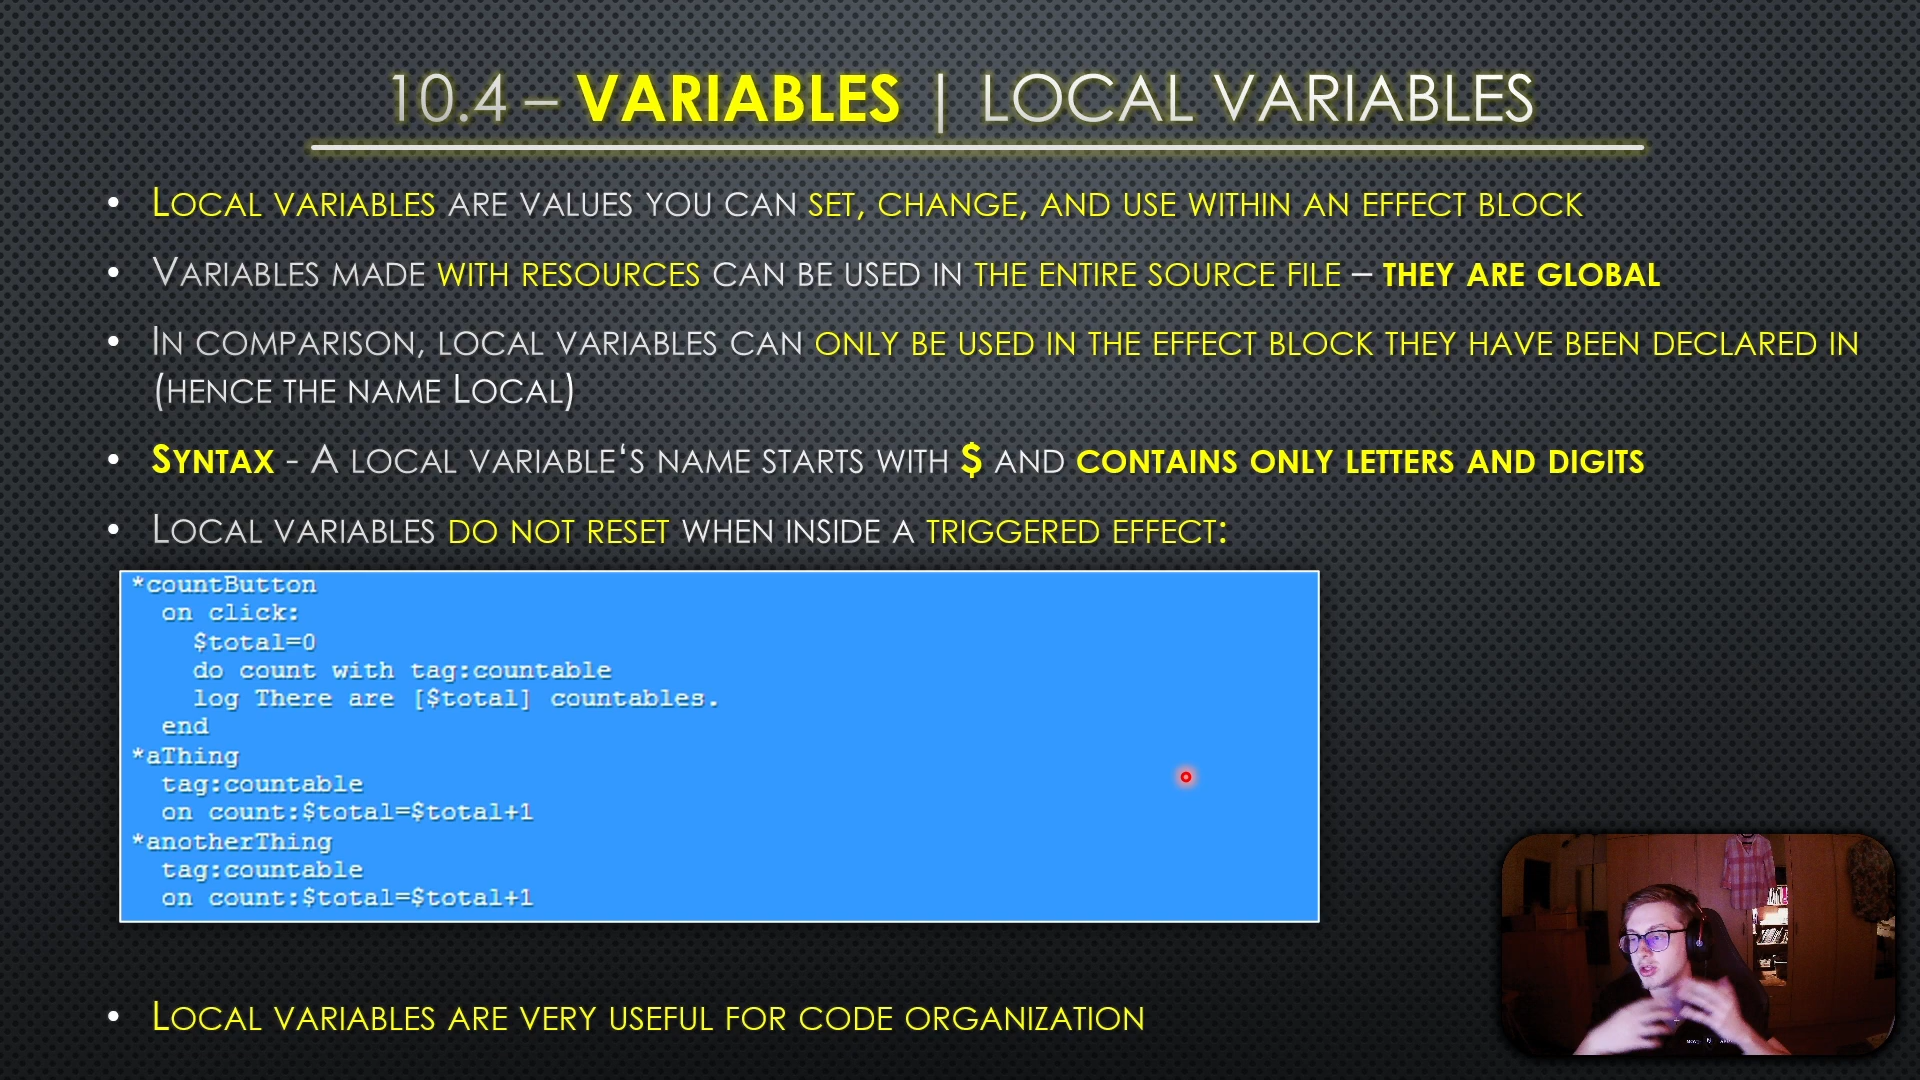 10.4 – VARIABLES | LOCAL VARIABLES
• LOCAL VARIABLES ARE VALUES YOU CAN SET, CHANGE, AND USE WITHIN AN EFFECT BLOCK
• VARIABLES MADE WITH RESOURCES CAN BE USED IN THE ENTIRE SOURCE FILE – THEY ARE GLOBAL
• IN COMPARISON, LOCAL VARIABLES CAN ONLY BE USED IN THE EFFECT BLOCK THEY HAVE BEEN DECLARED IN
(HENCE THE NAME LOCAL)
• SYNTAX - A LOCAL VARIABLE‘S NAME STARTS WITH $ AND CONTAINS ONLY LETTERS AND DIGITS
• LOCAL VARIABLES DO NOT RESET WHEN INSIDE A TRIGGERED EFFECT:
*countButton
on click:
$total=0
do count with tag:countable
log There are [$total] countables.
end
*aThing
tag:countable
on count:$total=$total+1
*anotherThing
tag:countable
on count:$total=$total+1
• LOCAL VARIABLES ARE VERY USEFUL FOR CODE ORGANIZATION